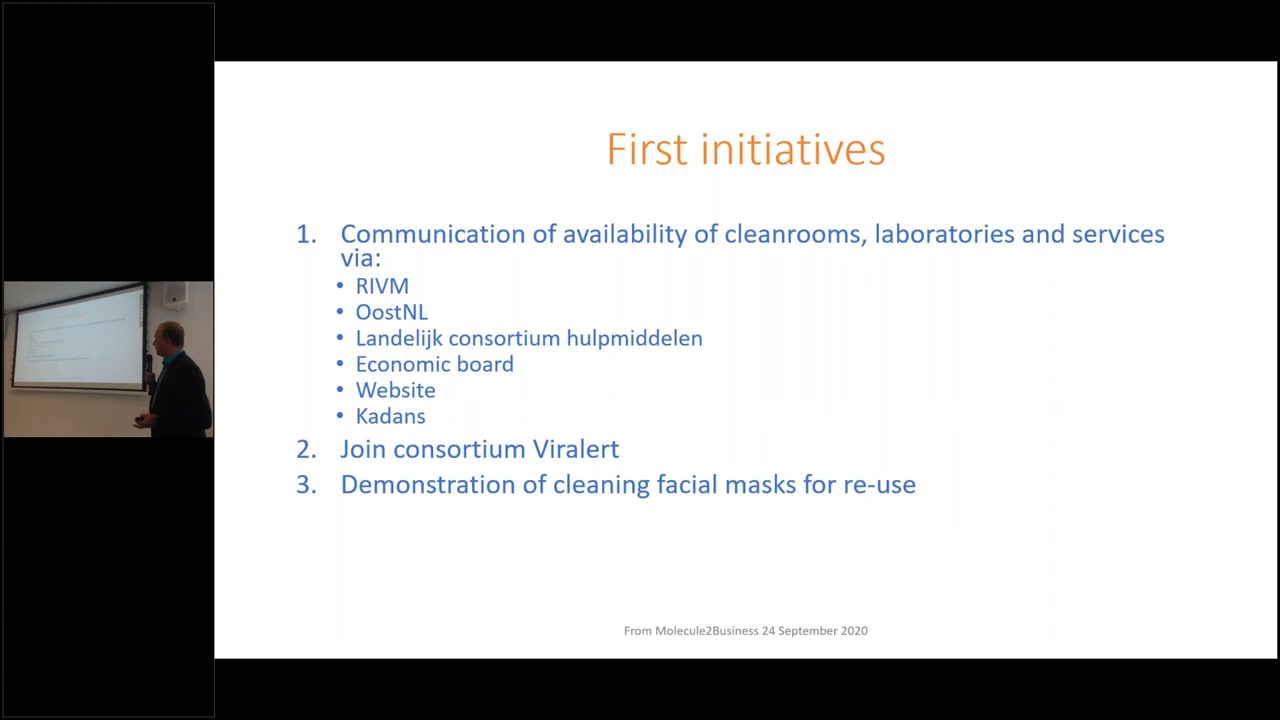 First initiatives
1. Communication of availability of cleanrooms, laboratories and services
via:
• RIVM
• OostNL
• Landelijk consortium hulpmiddelen
• Economic board
• Website
• Kadans
2. Join consortium Viralert
3. Demonstration of cleaning facial masks for re-use
From Molecule2Business 24 September 2020